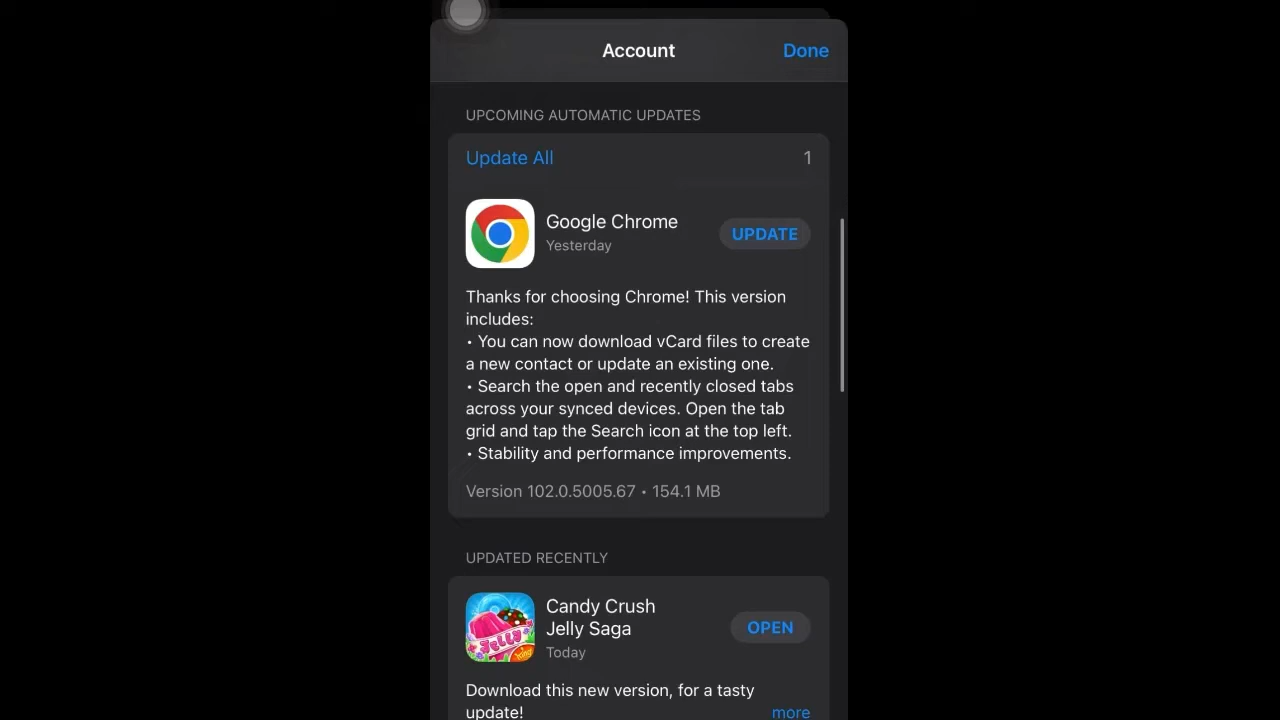 Account
Done
UPCOMING AUTOMATIC UPDATES
Update All
1
Google Chrome
Yesterday
UPDATE
Thanks for choosing Chrome! This version
includes:
• You can now download vCard files to create
a new contact or update an existing one.
• Search the open and recently closed tabs
across your synced devices. Open the tab
grid and tap the Search icon at the top left.
• Stability and performance improvements.
Version 102.0.5005.67 • 154.1 MB
UPDATED RECENTLY
Candy Crush
Jelly Saga
Today
OPEN
JELLY
King
Download this new version, for a tasty
update!
more